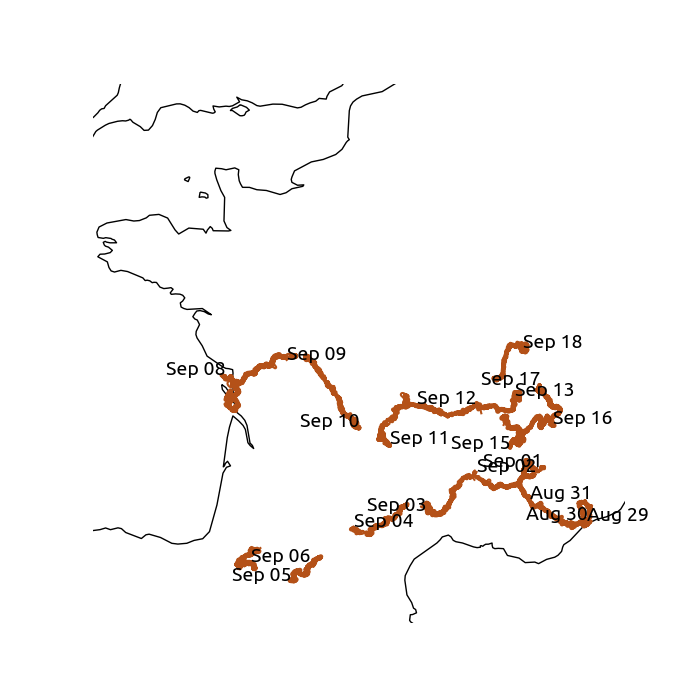 Sep 18
Sep 09
Sep 08
Sep 17
Sep 13
Sep 12
Sep 16
Sep 10
Sep 11
Sep 15
Sep 01
Sep 02
Aug 31
Sep 03
Aug 30
Aug 29
Sep 04
Sep 06
Sep 05